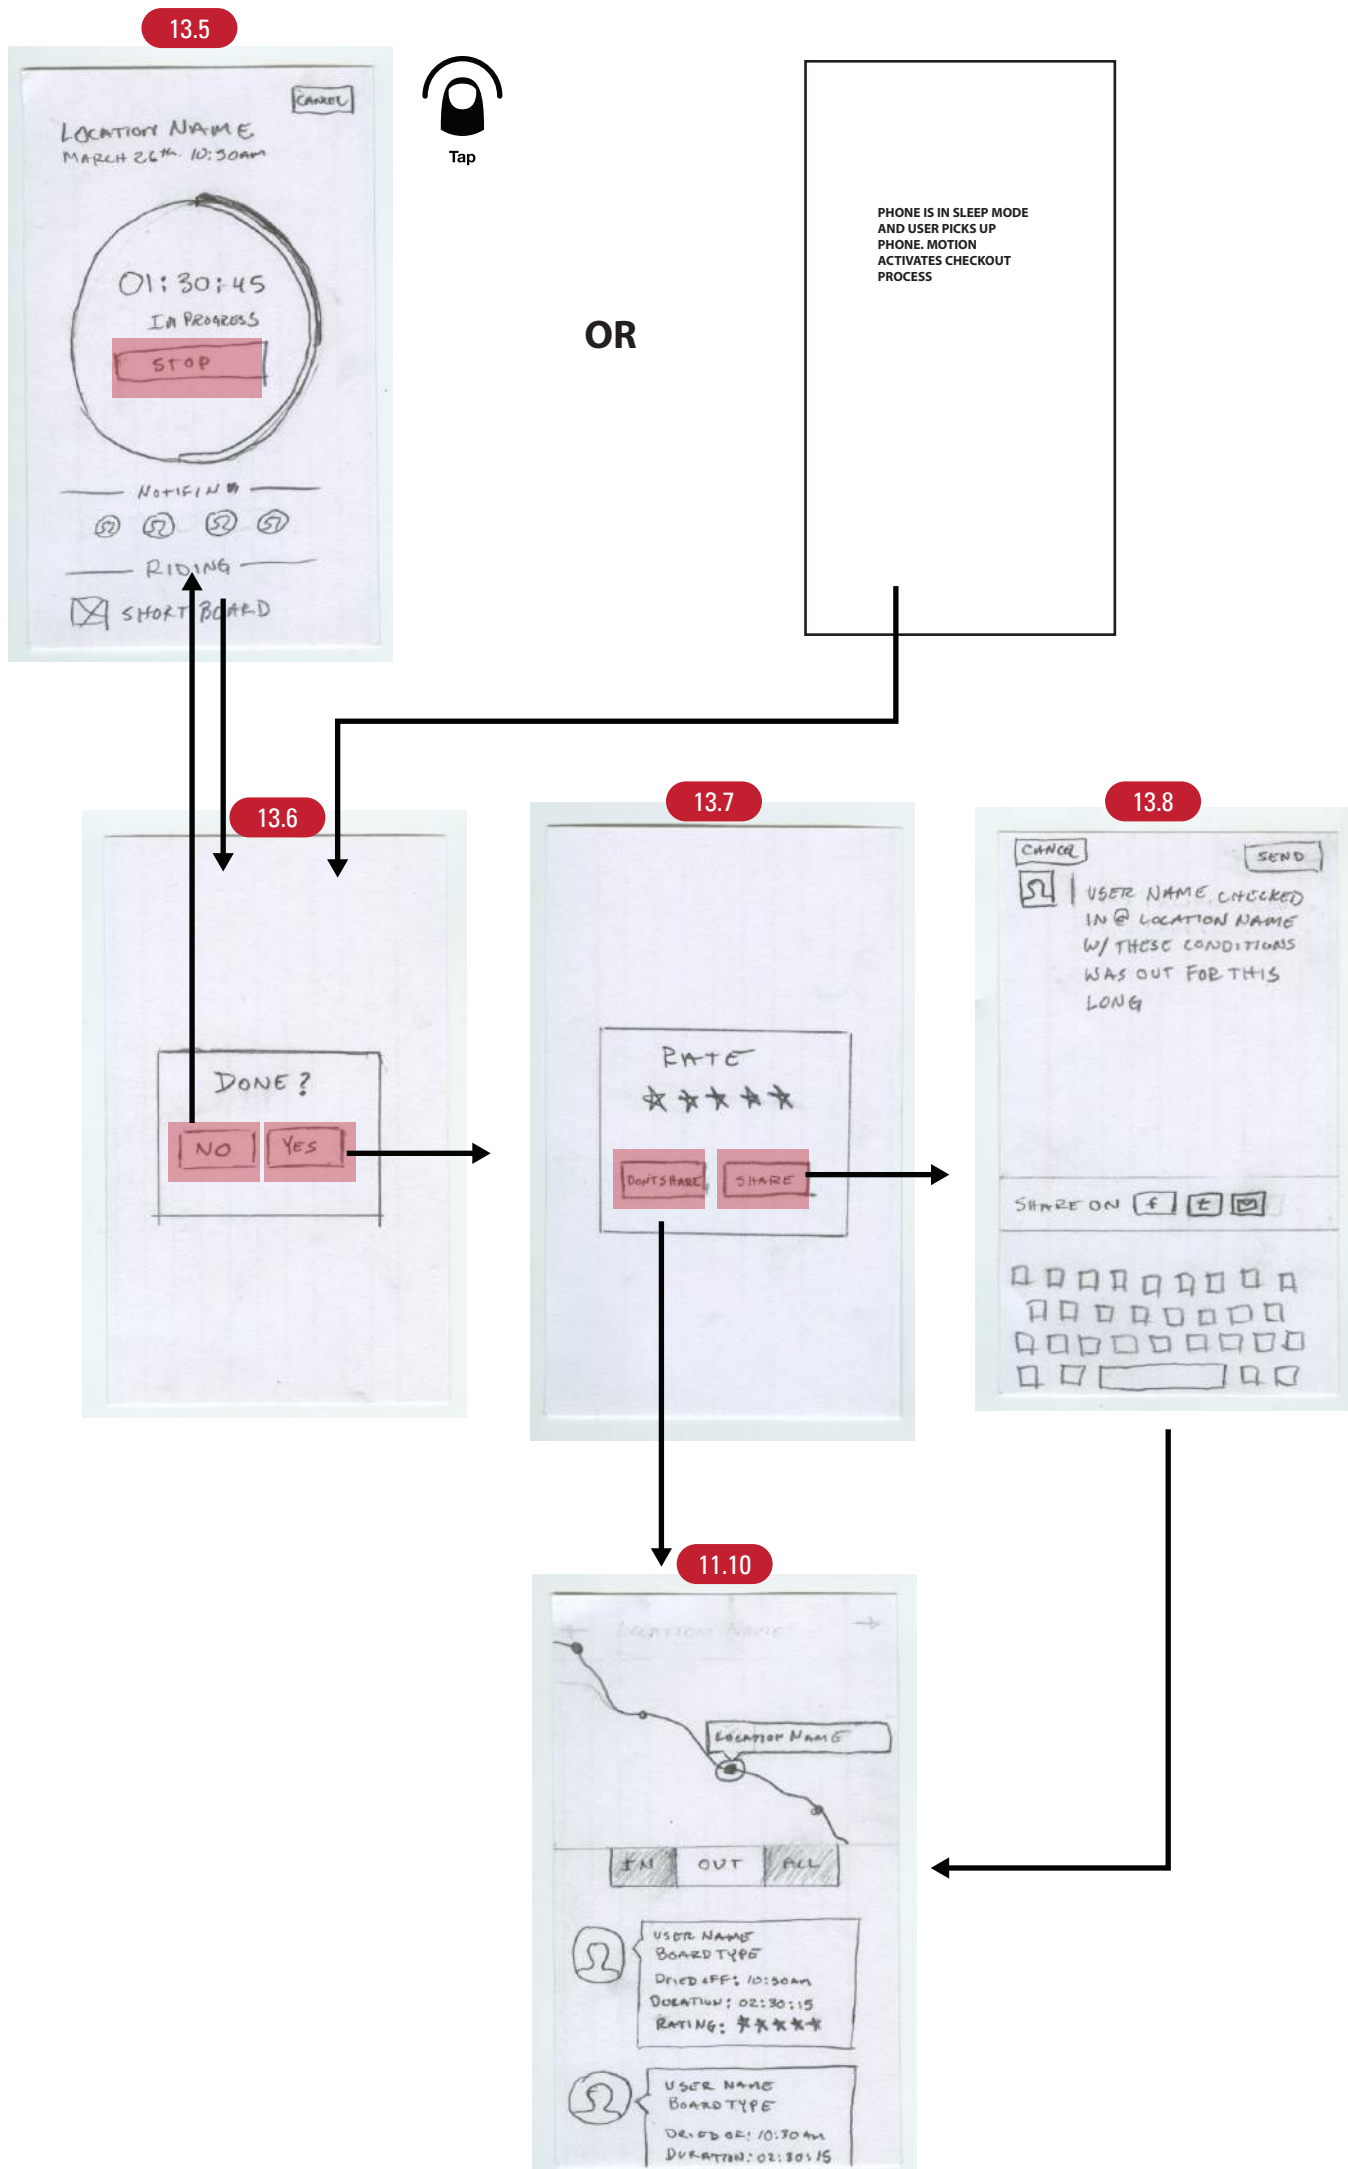 13.5
CANCEL
LOCATION NAME
MARCH 26th 10:30AM
01:30:45
IN PROGRESS
STOP
RIDING
SHORT BOARD
Tap
OR
PHONE IS IN SLEEP MODE
AND USER PICKS UP
PHONE. MOTION
ACTIVATES CHECKOUT
PROCESS
13.6
DONE?
NO YES
13.7
RATE
DON'T SHARE SHARE
13.8
CANCEL SEND
USER NAME CHECKED
IN @ LOCATION NAME
W/ THESE CONDITIONS
WAS OUT FOR THIS
LONG
SHARE ON f t
11.10
LOCATION NAME
LOCATION NAME
IN OUT ALL
USER NAME
BOARD TYPE
DRIED OFF: 10:30AM
DURATION: 02:30:15
RATING:
USER NAME
BOARD TYPE
DRIED OF: 10:30AM
DURATION: 02:30:15